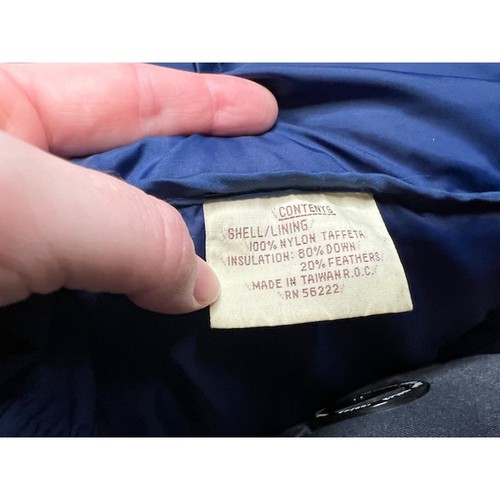 CONTENTS
SHELL/LINING
100% NYLON TAFFETA
INSULATION: 80% DOWN
20% FEATHERS
MADE IN TAIWAN R.O.C.
RN 56222